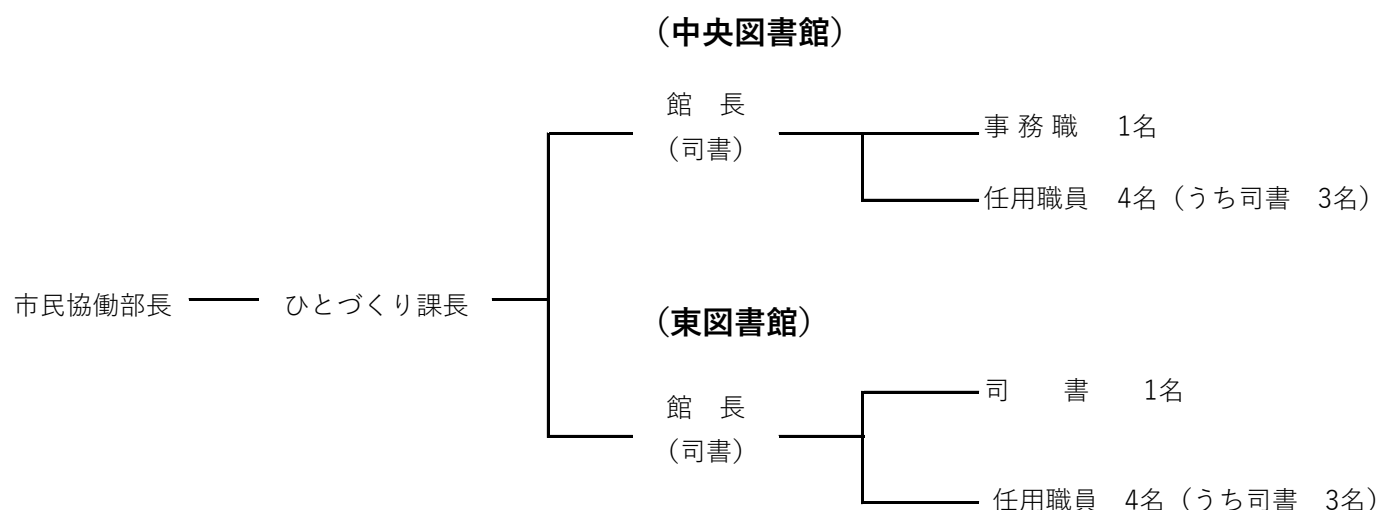 （中央図書館）
館　長
（司書）
事 務 職　1名
任用職員　4名（うち司書　3名）
市民協働部長
ひとづくり課長
（東図書館）
館　長
（司書）
司　　書　　1名
任用職員　4名（うち司書　3名）